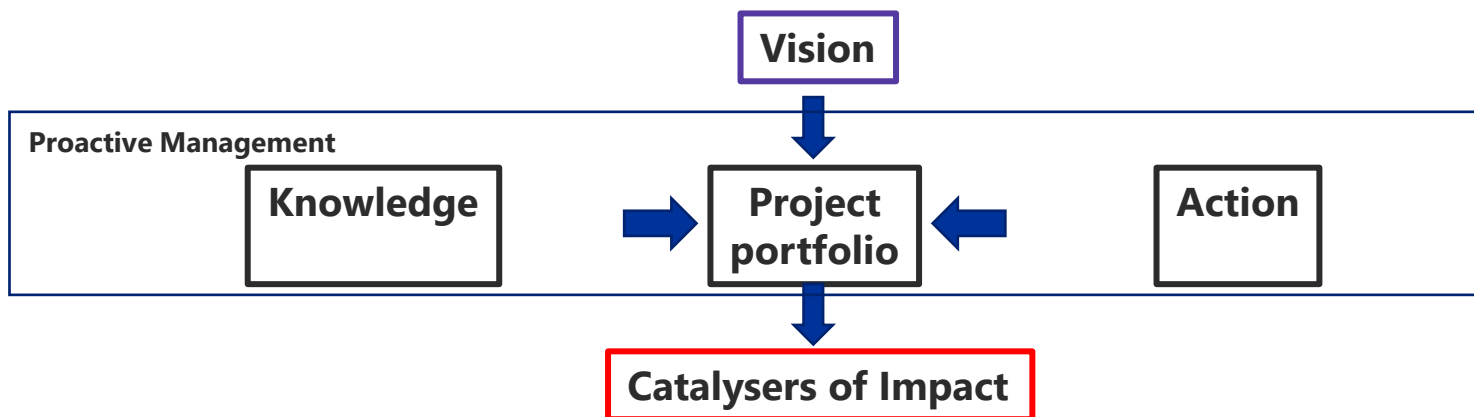 Vision
Proactive Management
Knowledge
Project
portfolio
Action
Catalysers of Impact